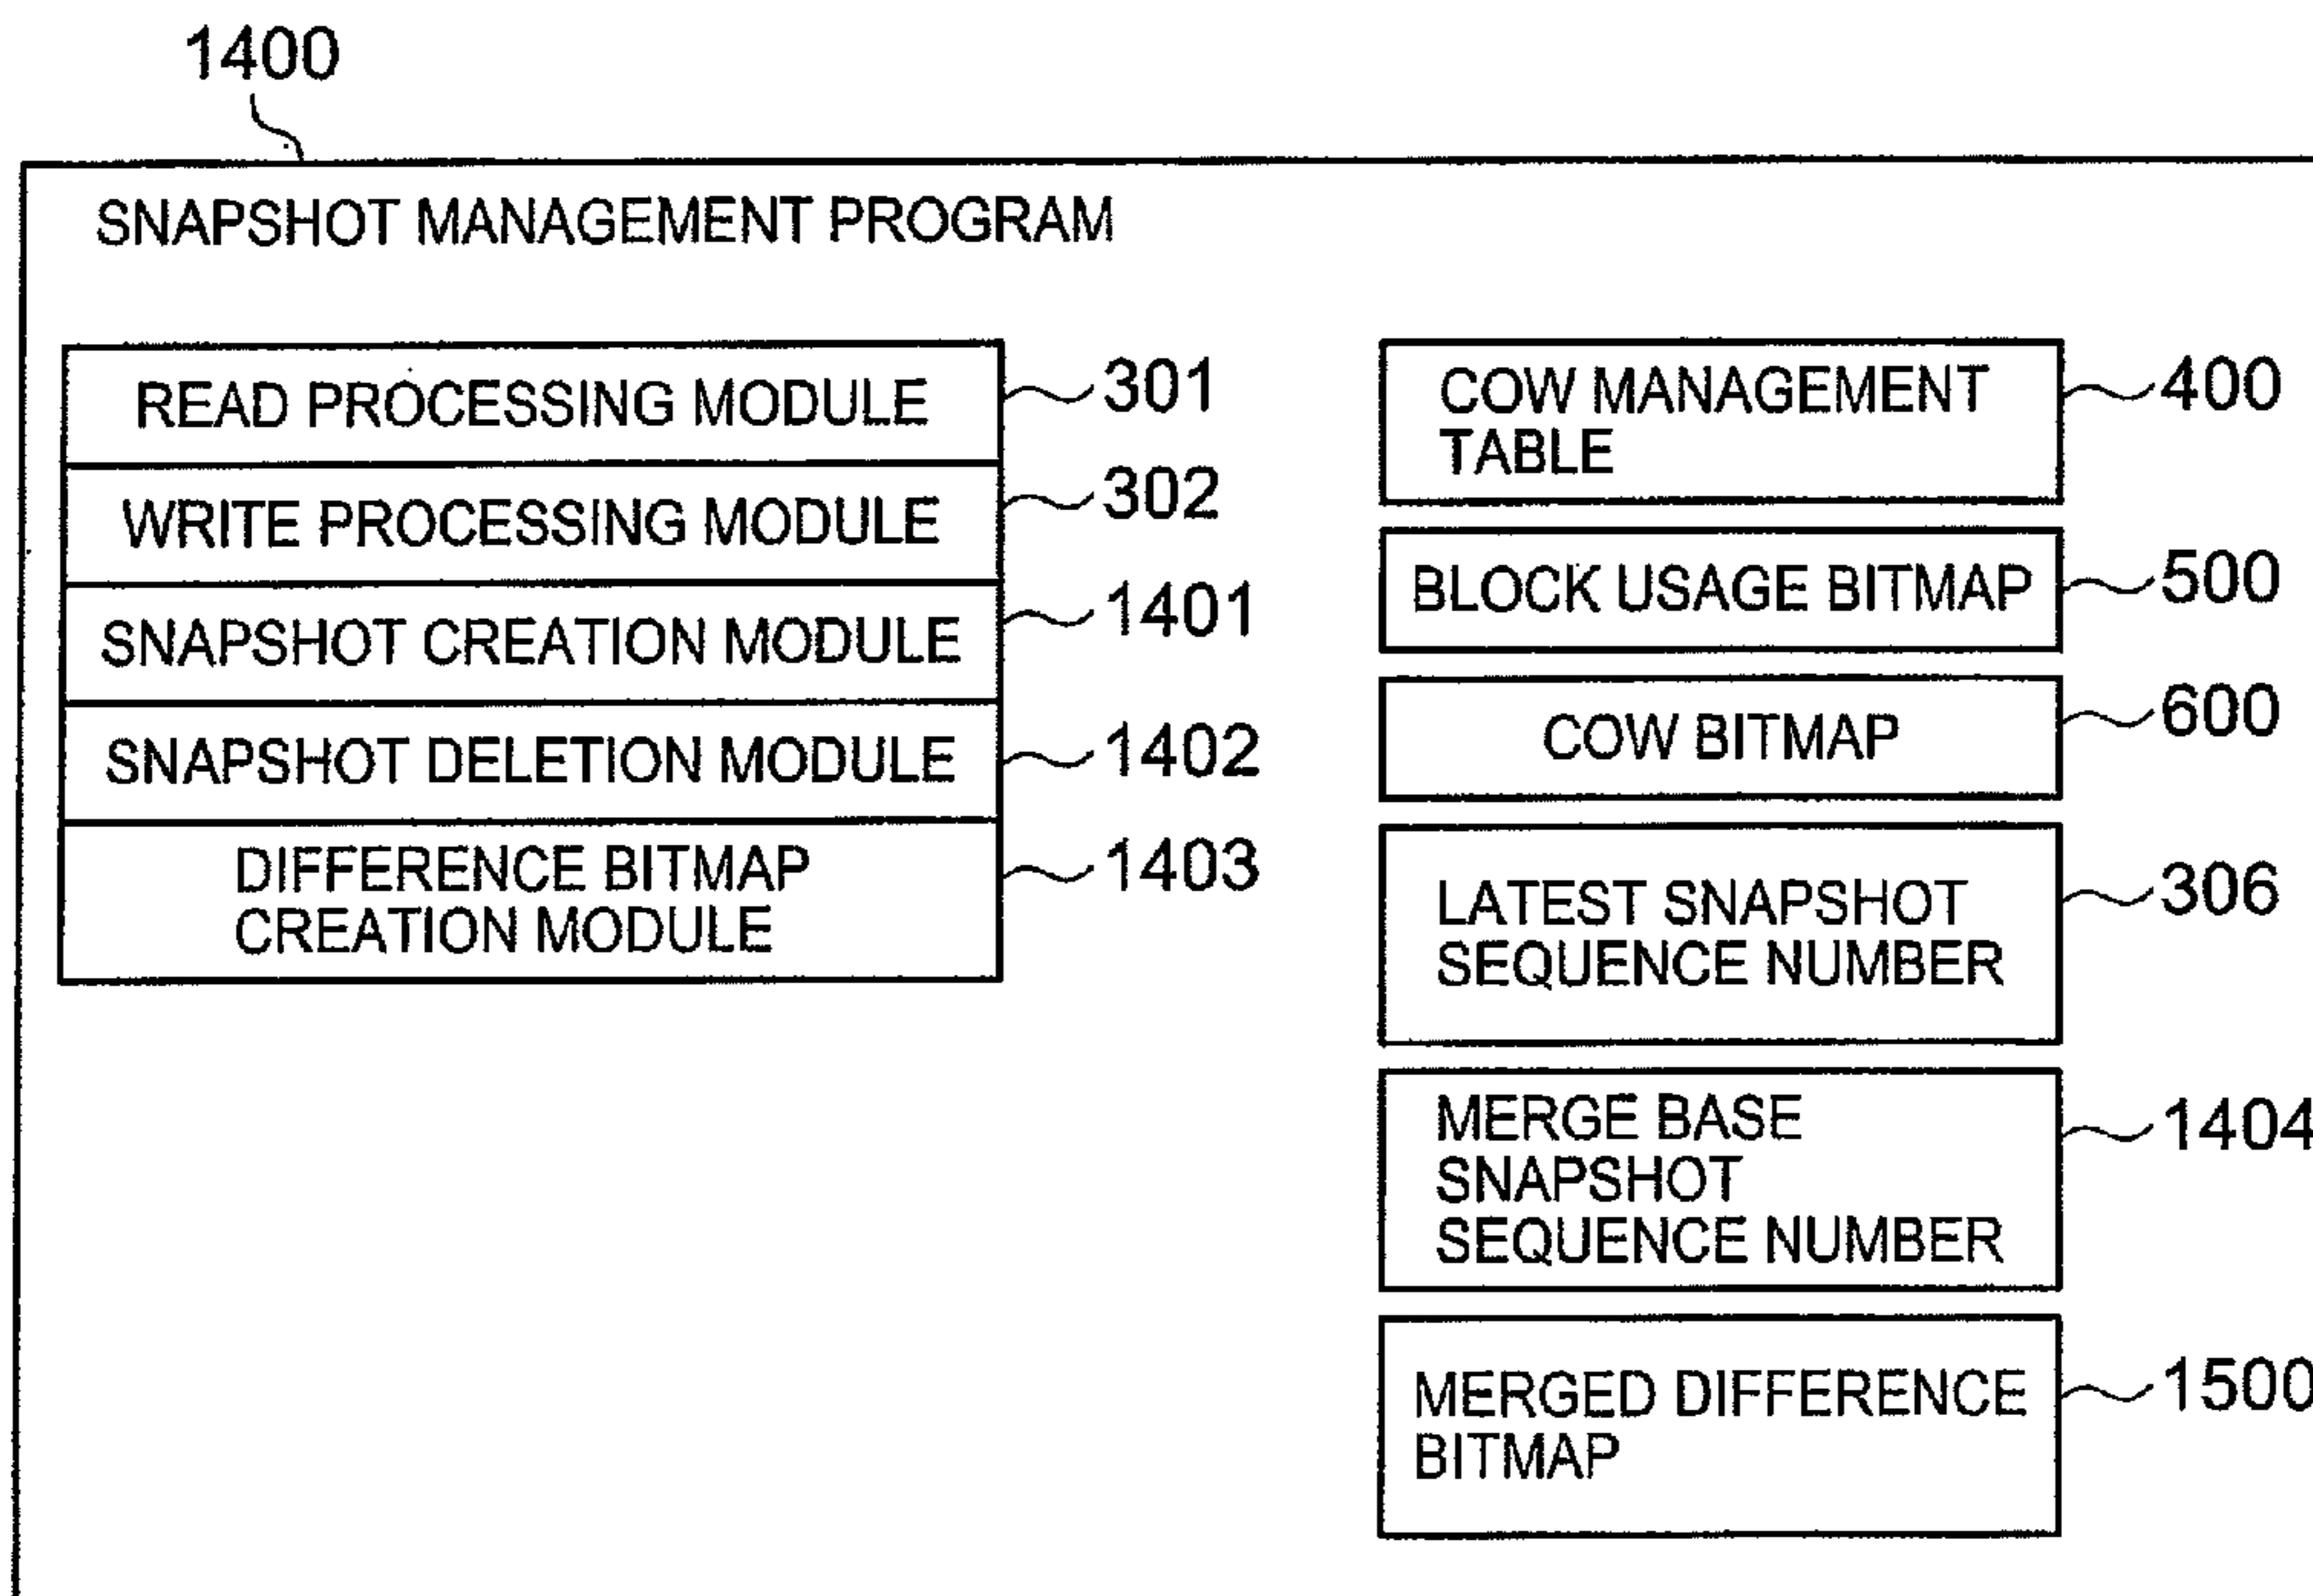 1400
SNAPSHOT MANAGEMENT PROGRAM
READ PROCESSING MODULE
301
WRITE PROCESSING MODULE
302
SNAPSHOT CREATION MODULE
1401
SNAPSHOT DELETION MODULE
1402
DIFFERENCE BITMAP
CREATION MODULE
1403
COW MANAGEMENT
TABLE
400
BLOCK USAGE BITMAP
500
COW BITMAP
600
LATEST SNAPSHOT
SEQUENCE NUMBER
306
MERGE BASE
SNAPSHOT
SEQUENCE NUMBER
1404
MERGED DIFFERENCE
BITMAP
1500